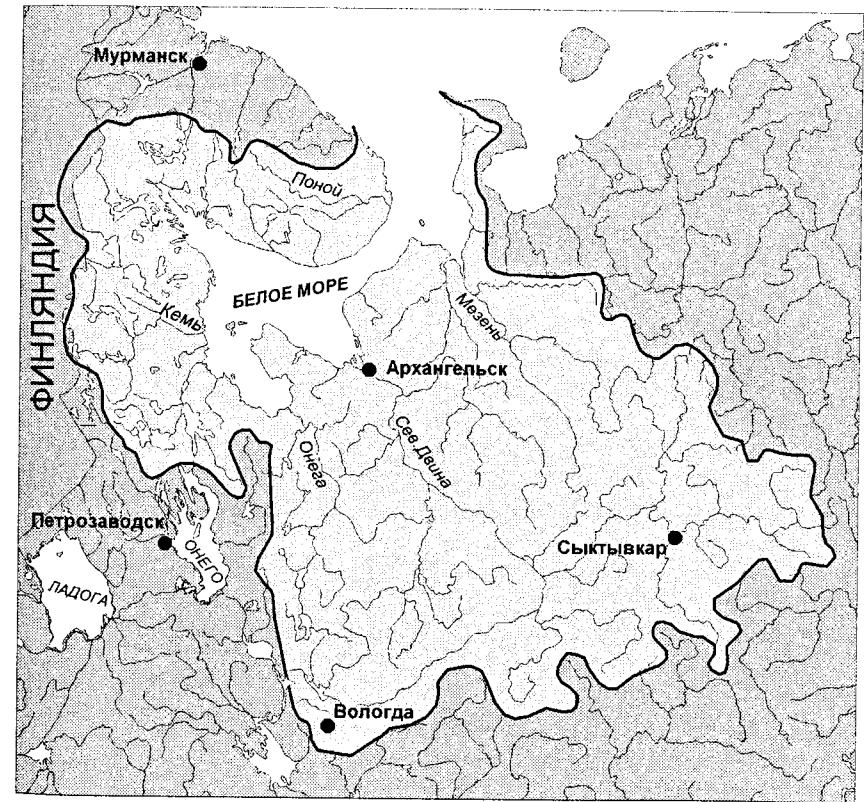 Мурманск
Поной
ФИНЛЯНДИЯ
БЕЛОЕ МОРЕ
Кемь
Мезень
Архангельск
Сев.Двина
Онега
Петрозаводск
ОНЕГО
Сыктывкар
ЛАДОГА
Вологда